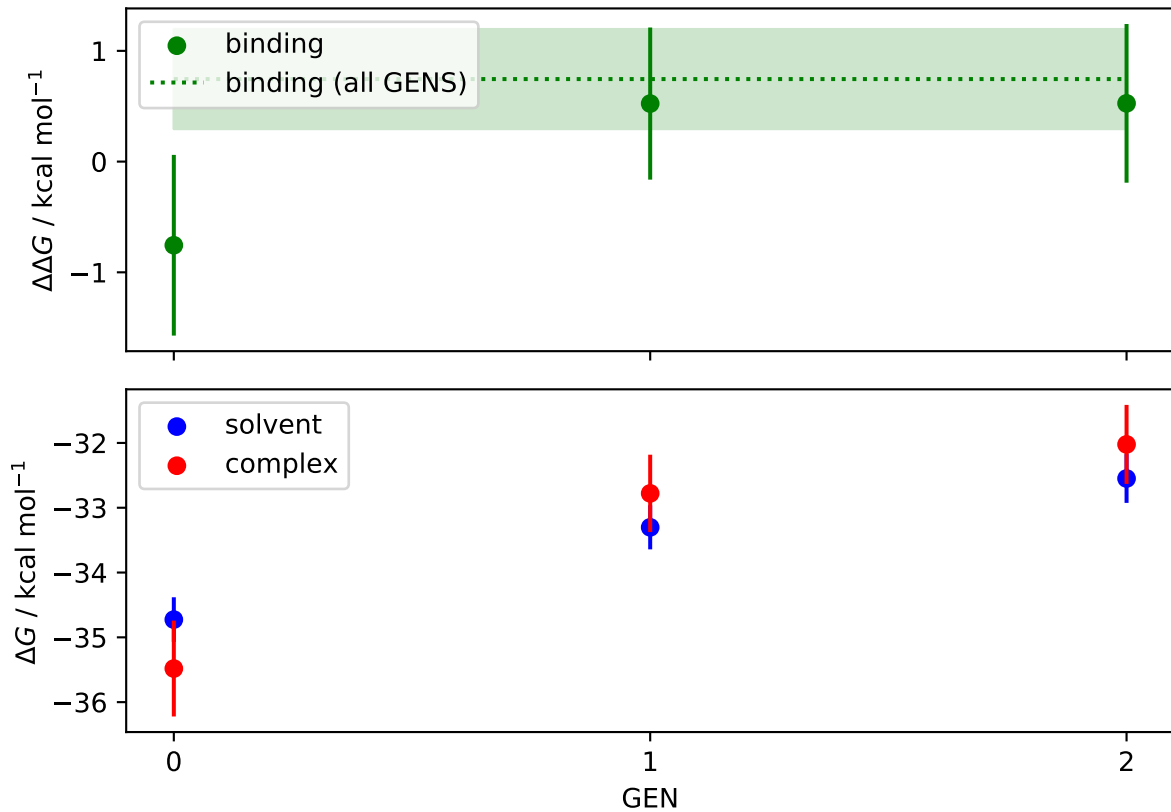 binding
binding (all GENS)
1
0
−1
ΔΔG / kcal mol⁻¹
solvent
complex
−32
−33
−34
−35
−36
ΔG / kcal mol⁻¹
0 1 2
GEN